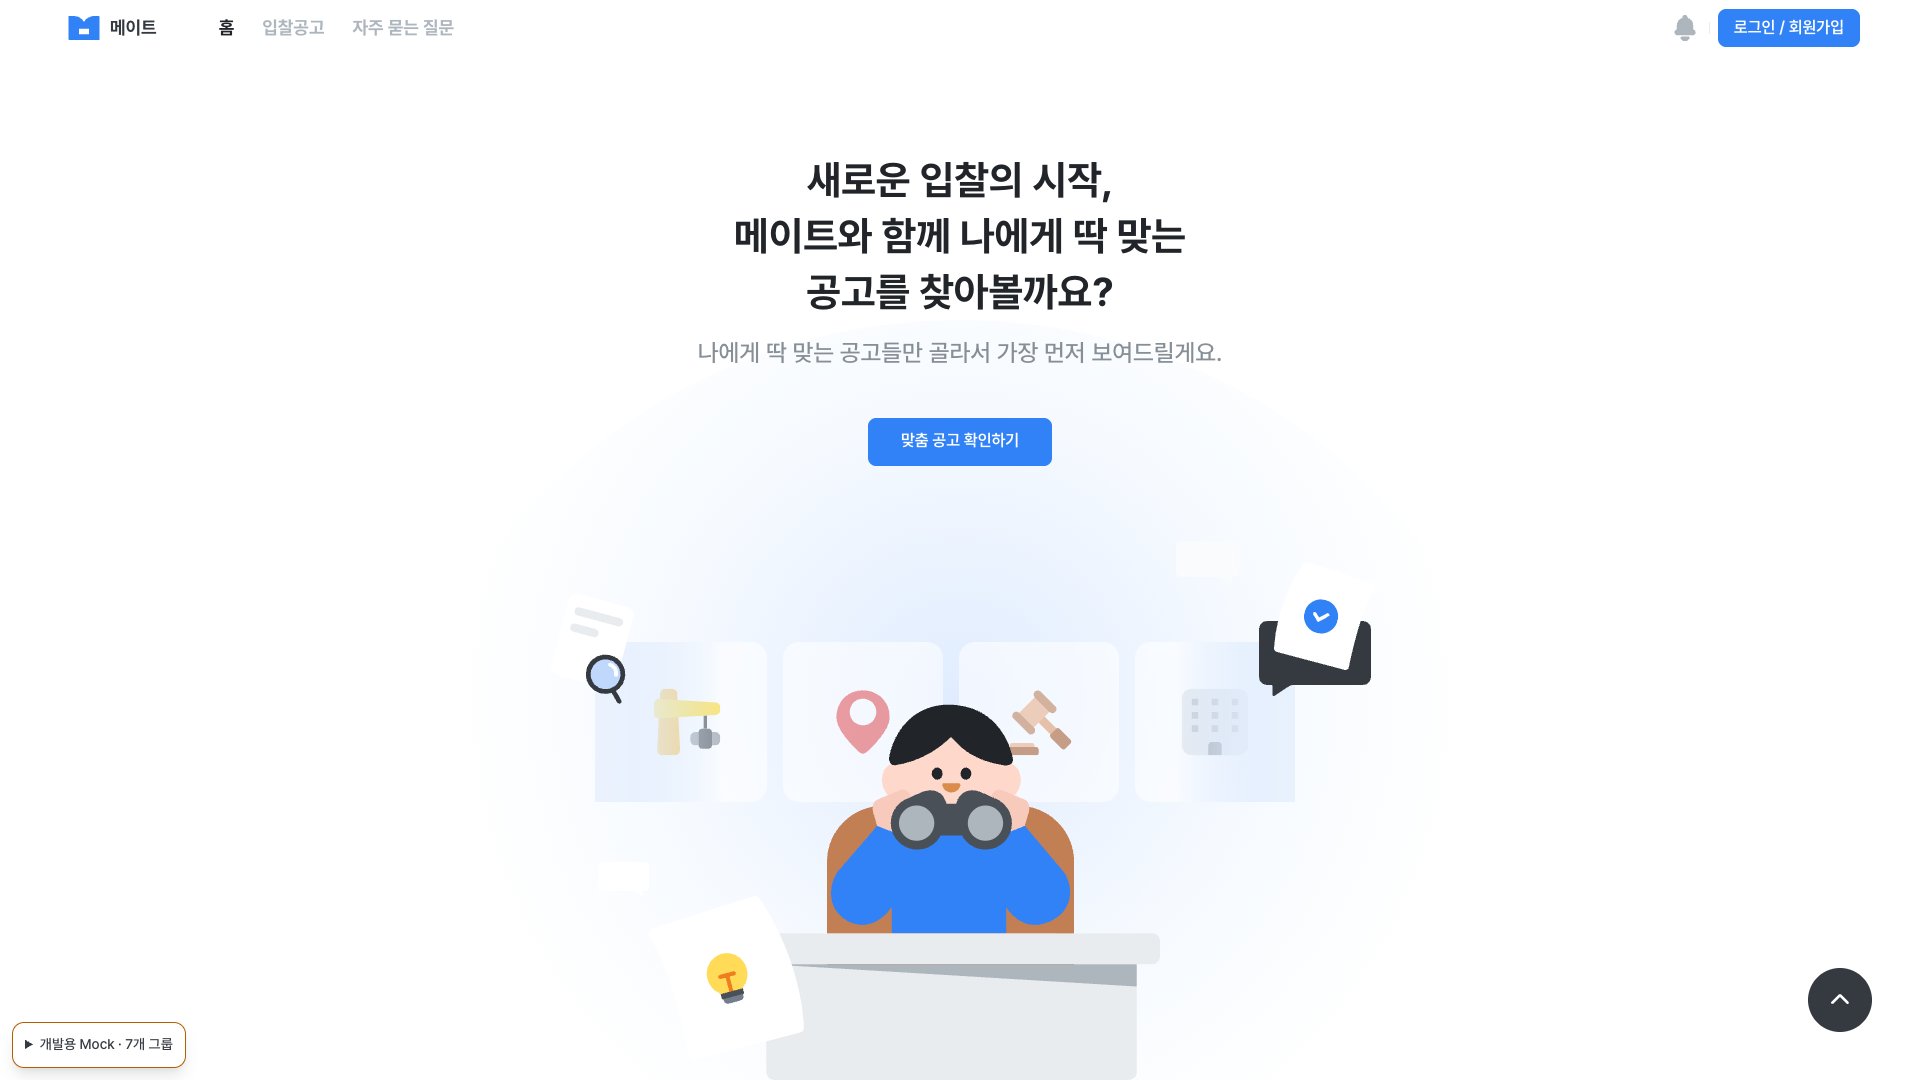 메이트
홈
입찰공고
자주 묻는 질문
로그인 / 회원가입
새로운 입찰의 시작,
메이트와 함께 나에게 딱 맞는
공고를 찾아볼까요?
나에게 딱 맞는 공고들만 골라서 가장 먼저 보여드릴게요.
맞춤 공고 확인하기
개발용 Mock · 7개 그룹